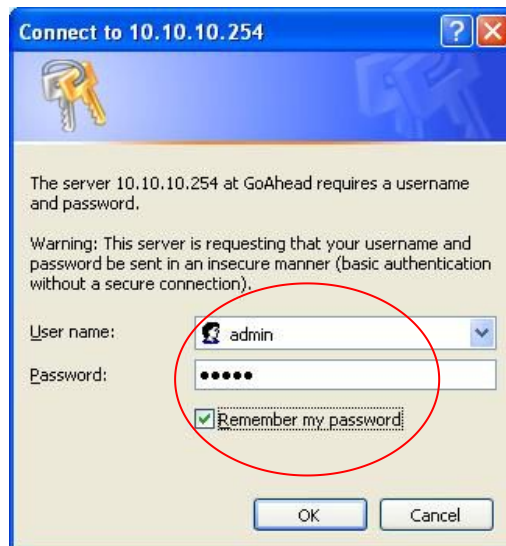 Connect to 10.10.10.254
The server 10.10.10.254 at GoAhead requires a username
and password.
Warning: This server is requesting that your username and
password be sent in an insecure manner (basic authentication
without a secure connection).
User name:
admin
Password:
•••••
Remember my password
OK
Cancel